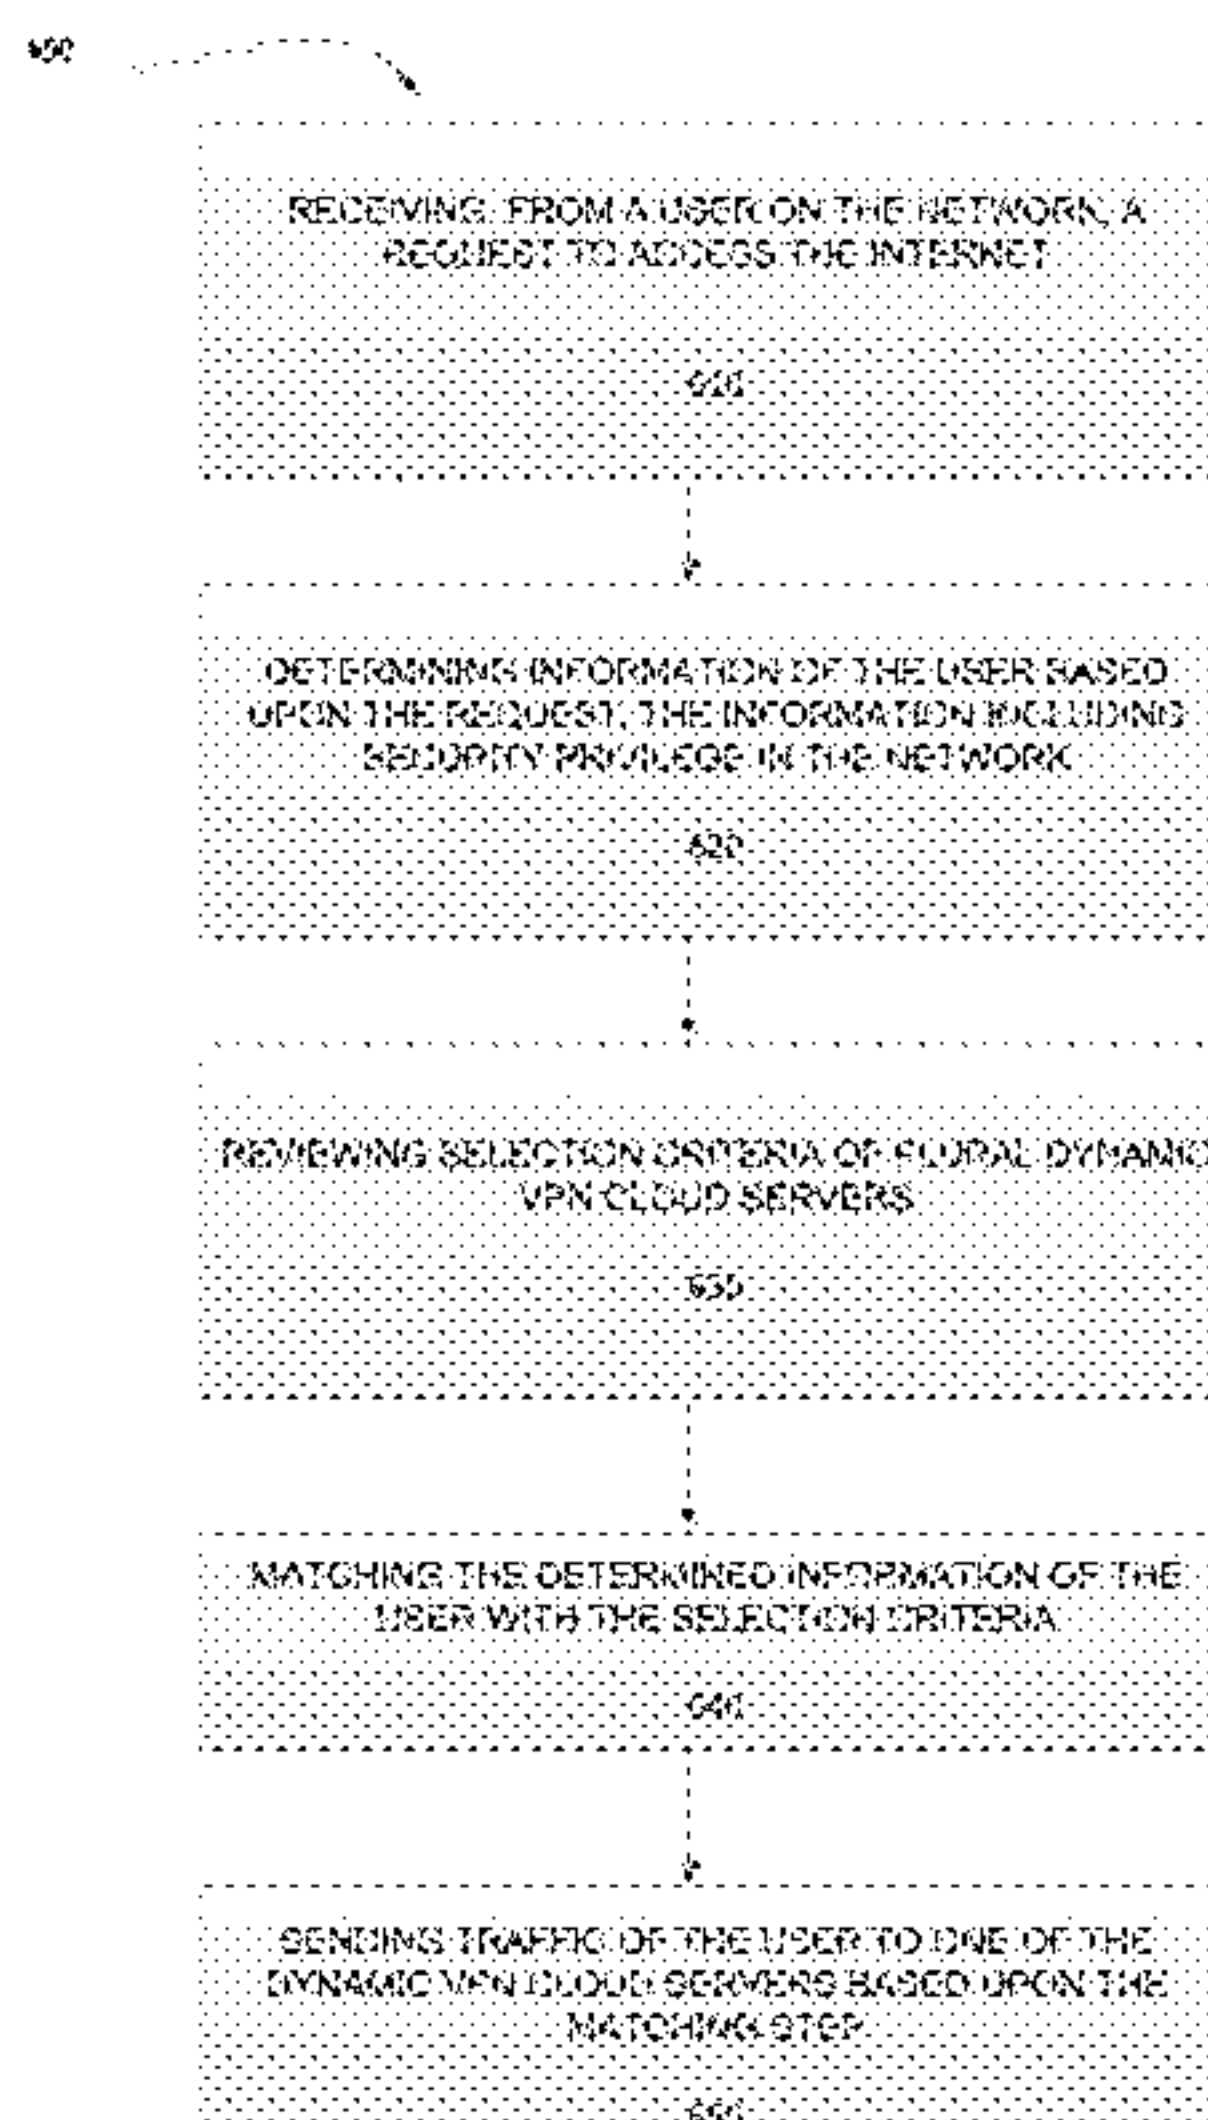 RECEIVING, FROM A USER ON THE NETWORK, A
REQUEST TO ACCESS THE INTERNET
DETERMINING INFORMATION OF THE USER BASED
UPON THE REQUEST, THE INFORMATION INCLUDING
SECURITY PRIVILEGE IN THE NETWORK
620
REVIEWING SELECTION CRITERIA OF PLURAL DYNAMIC
VPN CLOUD SERVERS
MATCHING THE DETERMINED INFORMATION OF THE
USER WITH THE SELECTION CRITERIA
640
SENDING TRAFFIC OF THE USER TO ONE OF THE
DYNAMIC VPN CLOUD SERVERS BASED UPON THE
MATCHING STEP